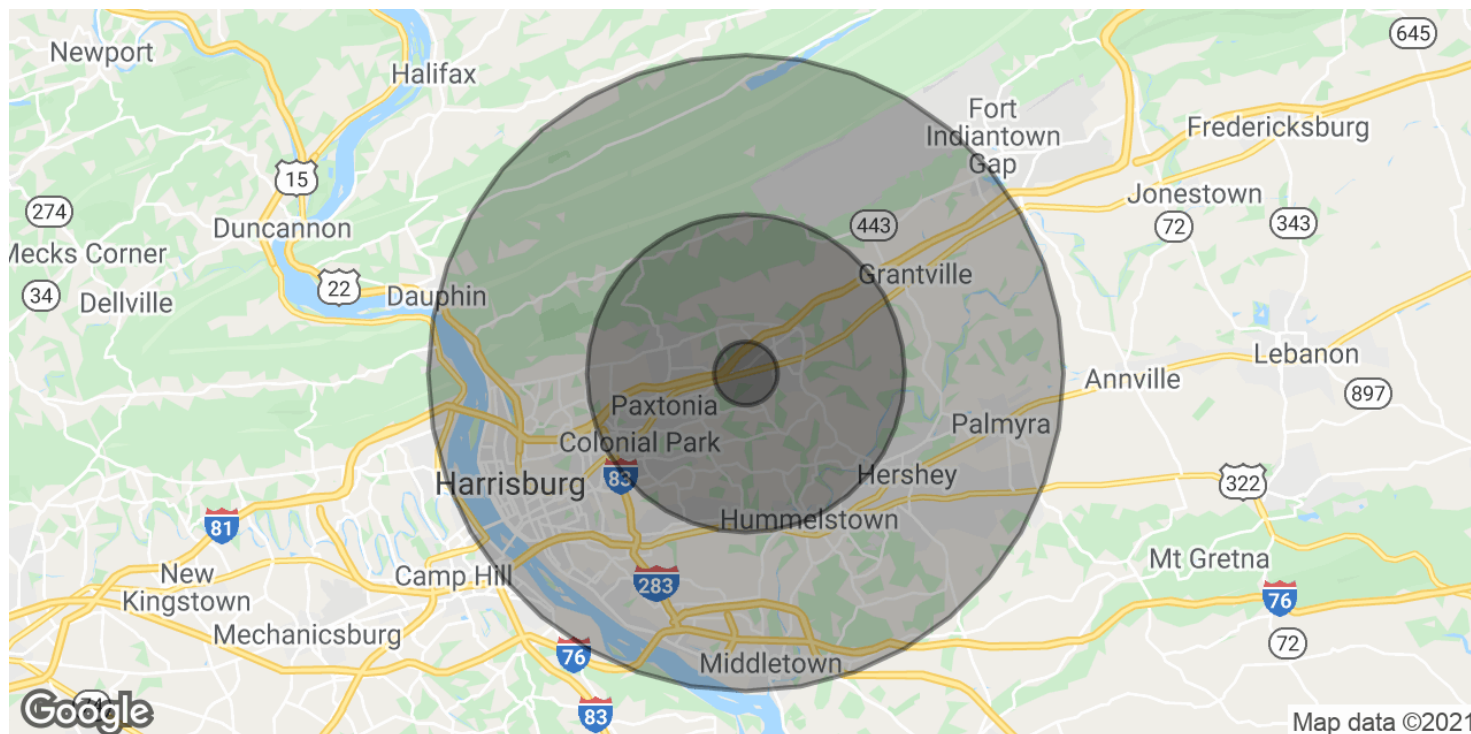 645
Newport
Halifax
Fort
Indiantown
Gap
Fredericksburg
15
274
Jonestown
443
72
343
Duncannon
Mecks Corner
Grantville
34
22
Dauphin
Dellville
Lebanon
Annville
897
Paxtonia
Palmyra
Colonial Park
83
Hershey
Harrisburg
322
81
Hummelstown
Mt Gretna
New
Kingstown
Camp Hill
283
76
Mechanicsburg
72
76
Middletown
Google
83
Map data ©2021